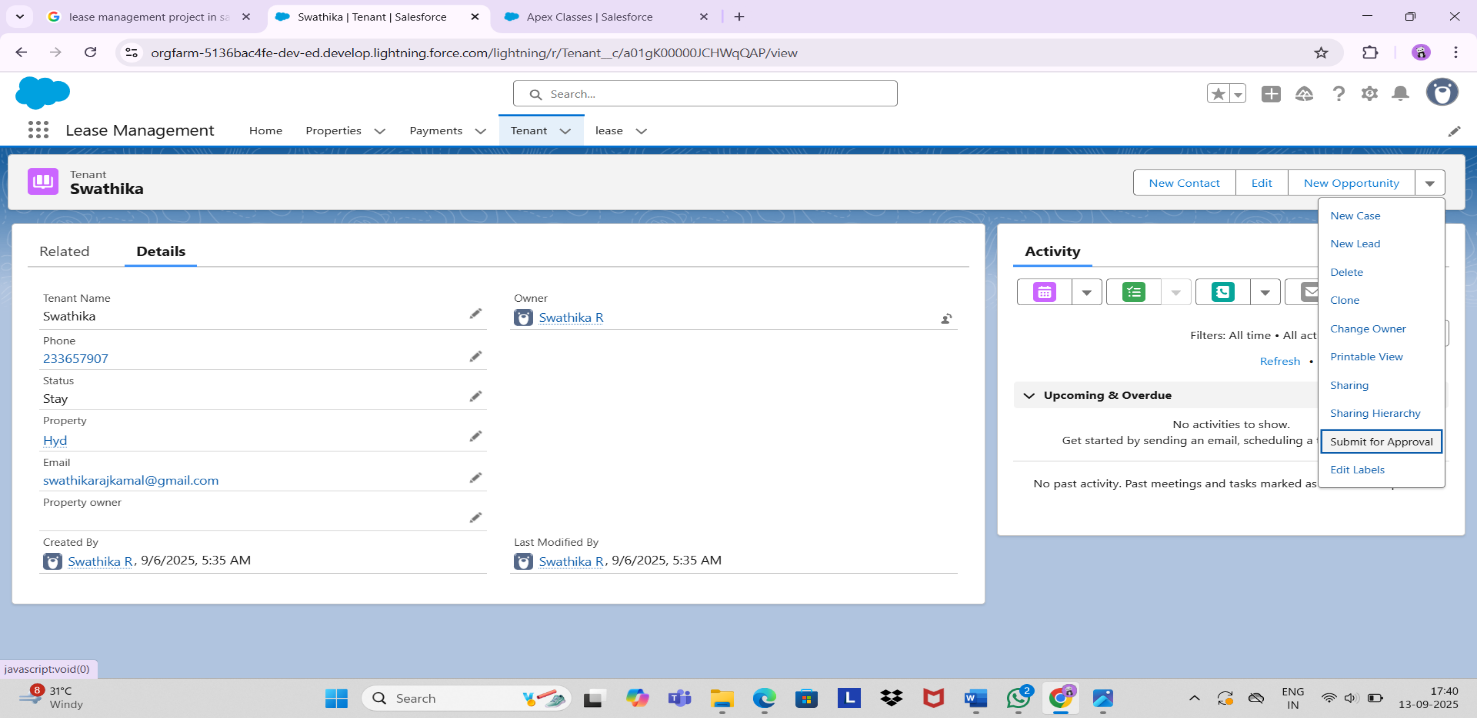 lease management project in sa
Swathika | Tenant | Salesforce
Apex Classes | Salesforce
orgfarm-5136bac4fe-dev-ed.develop.lightning.force.com/lightning/r/Tenant__c/a01gK00000JCHWqQAP/view
Search...
Lease Management
Home
Properties
Payments
Tenant
lease
Tenant
Swathika
New Contact
Edit
New Opportunity
New Case
New Lead
Delete
Clone
Change Owner
Printable View
Sharing
Sharing Hierarchy
Submit for Approval
Edit Labels
Related
Details
Tenant Name
Swathika
Owner
Swathika R
Phone
233657907
Status
Stay
Property
Hyd
Email
swathikarajkamal@gmail.com
Property owner
Created By
Swathika R, 9/6/2025, 5:35 AM
Last Modified By
Swathika R, 9/6/2025, 5:35 AM
Activity
Filters: All time • All act
Refresh •
Upcoming & Overdue
No activities to show.
Get started by sending an email, scheduling a
No past activity. Past meetings and tasks marked as
javascript:void(0)
8
31°C
Windy
Search
2
ENG
IN
17:40
13-09-2025